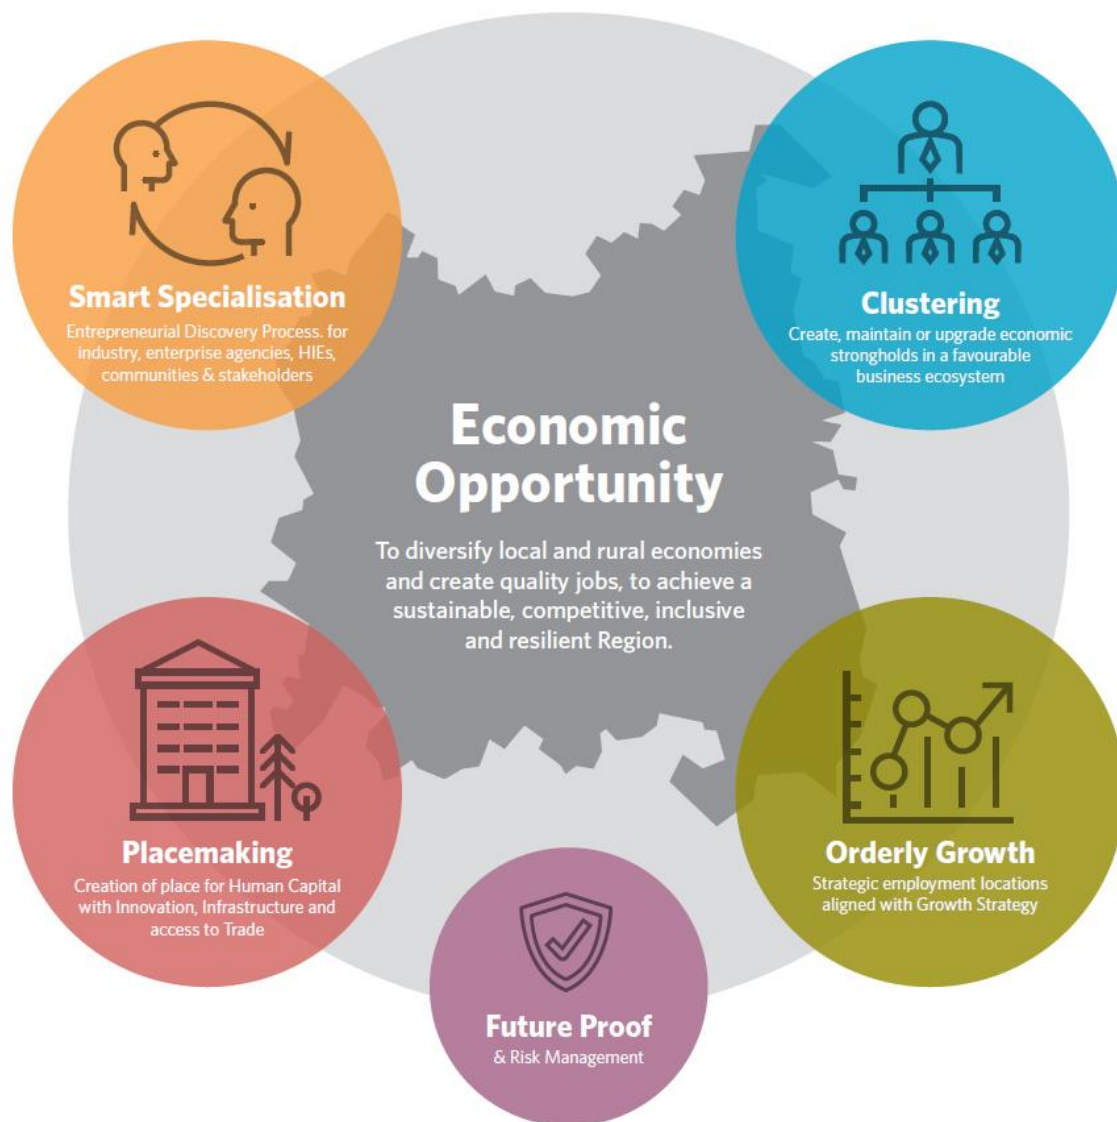 Smart Specialisation
Entrepreneurial Discovery Process. for
industry, enterprise agencies, HIEs,
communities & stakeholders
Clustering
Create, maintain or upgrade economic
strongholds in a favourable
business ecosystem
Economic
Opportunity
To diversify local and rural economies
and create quality jobs, to achieve a
sustainable, competitive, inclusive
and resilient Region.
Placemaking
Creation of place for Human Capital
with Innovation, Infrastructure and
access to Trade
Orderly Growth
Strategic employment locations
aligned with Growth Strategy
Future Proof
& Risk Management